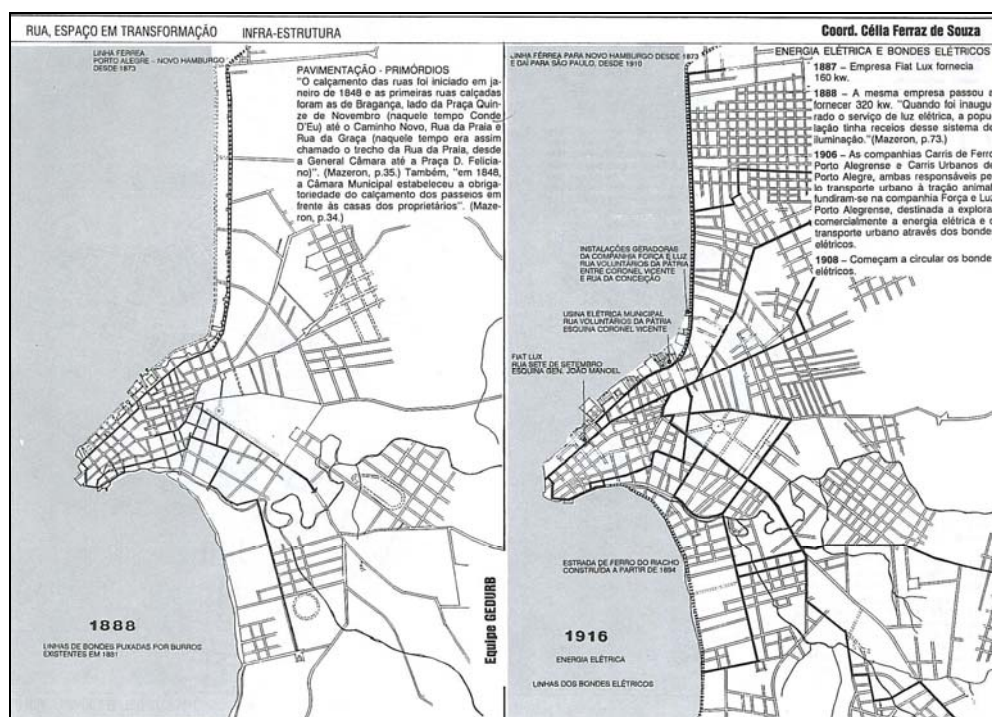 RUA, ESPAÇO EM TRANSFORMAÇÃO INFRA-ESTRUTURA
Coord. Célia Ferraz de Souza
LINHA FÉRREA
PORTO ALEGRE – NOVO HAMBURGO
DESDE 1873
PAVIMENTAÇÃO - PRIMÓRDIOS
"O calçamento das ruas foi iniciado em ja-
neiro de 1848 e as primeiras ruas calçadas
foram as de Bragança, lado da Praça Quin-
ze de Novembro (naquele tempo Conde
D'Eu) até o Caminho Novo, Rua da Praia e
Rua da Graça (naquele tempo era assim
chamado o trecho da Rua da Praia, desde
a General Câmara até a Praça D. Felicia-
no)". (Mazeron, p.35.) Também, "em 1848,
a Câmara Municipal estabeleceu a obriga-
toriedade do calçamento dos passeios em
frente às casas dos proprietários". (Maze-
ron, p.34.)
1888
LINHAS DE BONDES PUXADAS POR BURROS
EXISTENTES EM 1881
Equipe GEDURB
LINHA FÉRREA PARA NOVO HAMBURGO DESDE 1873
E DAÍ PARA SÃO PAULO, DESDE 1910
ENERGIA ELÉTRICA E BONDES ELÉTRICOS
1887 – Empresa Fiat Lux fornecia
160 kw.
1888 – A mesma empresa passou a
fornecer 320 kw. "Quando foi inaugu-
rado o serviço de luz elétrica, a popu-
lação tinha receios desse sistema de
iluminação."(Mazeron, p.73.)
1906 – As companhias Carris de Ferro
Porto Alegrense e Carris Urbanos de
Porto Alegre, ambas responsáveis pe-
lo transporte urbano à tração animal
fundiram-se na companhia Força e Luz
Porto Alegrense, destinada a explorar
comercialmente a energia elétrica e o
transporte urbano através dos bondes
elétricos.
1908 – Começam a circular os bondes
elétricos.
INSTALAÇÕES GERADORAS
DA COMPANHIA FORÇA E LUZ
RUA VOLUNTÁRIOS DA PÁTRIA
ENTRE CORONEL VICENTE
E RUA DA CONCEIÇÃO
USINA ELÉTRICA MUNICIPAL
RUA VOLUNTÁRIOS DA PÁTRIA
ESQUINA CORONEL VICENTE
FIAT LUX
RUA SETE DE SETEMBRO
ESQUINA GEN. JOÃO MANOEL
ESTRADA DE FERRO DO RIACHO
CONSTRUÍDA A PARTIR DE 1894
1916
ENERGIA ELÉTRICA
LINHAS DOS BONDES ELÉTRICOS